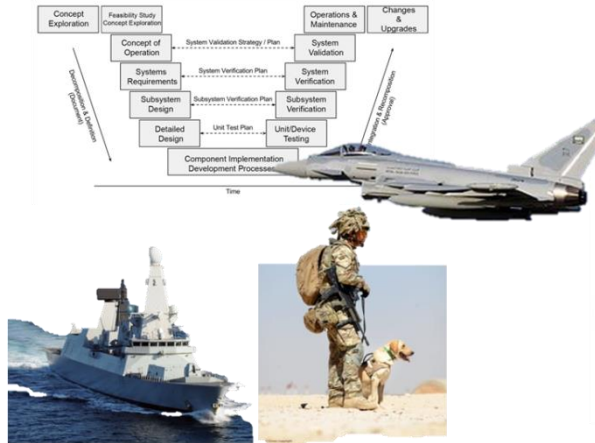 Concept
Exploration
Feasibility Study
Concept Exploration
Operations &
Maintenance
Changes
&
Upgrades
Concept of
Operation
System Validation Strategy / Plan
System
Validation
Systems
Requirements
System Verification Plan
System
Verification
Subsystem
Design
Subsystem Verification Plan
Subsystem
Verification
Detailed
Design
Unit Test Plan
Unit/Device
Testing
Component Implementation
Development Processes
Decomposition & Definition
(Document)
& Recomposition
(Approval)
Time